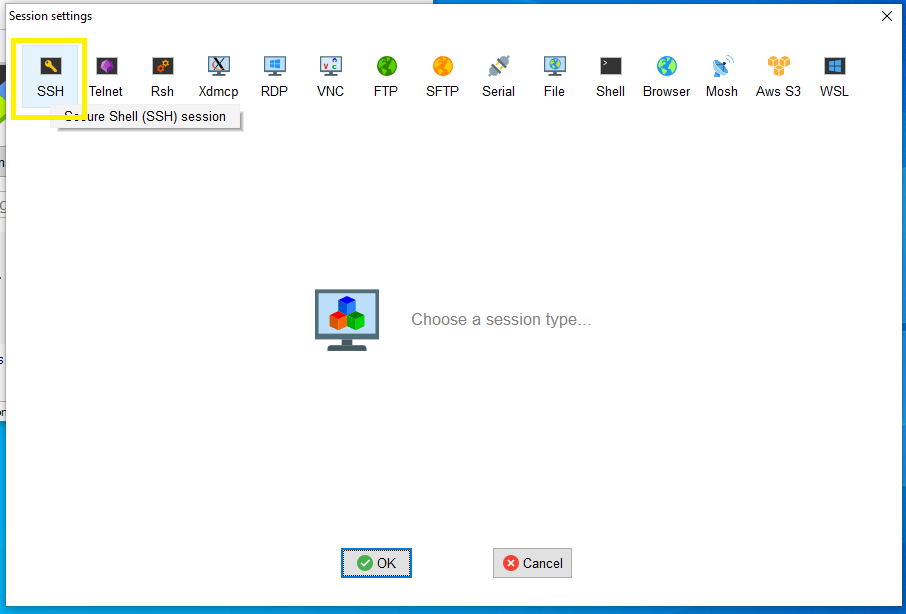 Session settings
SSH Telnet Rsh Xdmcp RDP VNC FTP SFTP Serial File Shell Browser Mosh Aws S3 WSL
Secure Shell (SSH) session
Choose a session type...
OK Cancel